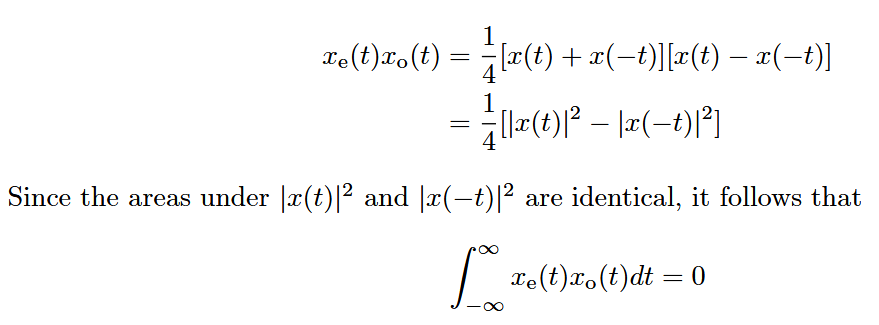 xₑ(t)xₒ(t) = 1/4[x(t) + x(−t)][x(t) − x(−t)]
= 1/4[|x(t)|² − |x(−t)|²]
Since the areas under |x(t)|² and |x(−t)|² are identical, it follows that
∫_{−∞}^{∞} xₑ(t)xₒ(t)dt = 0